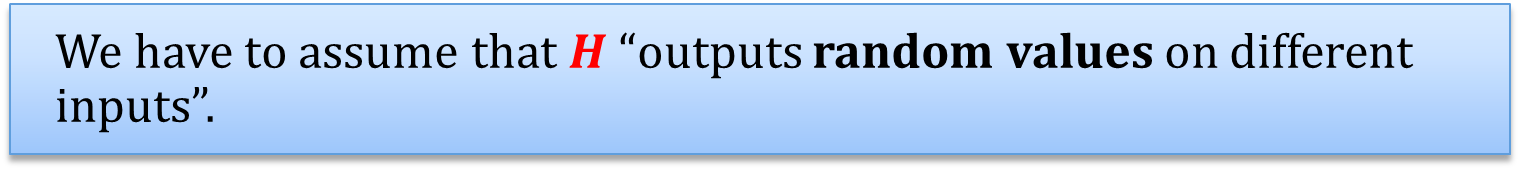 We have to assume that H “outputs random values on different
inputs”.